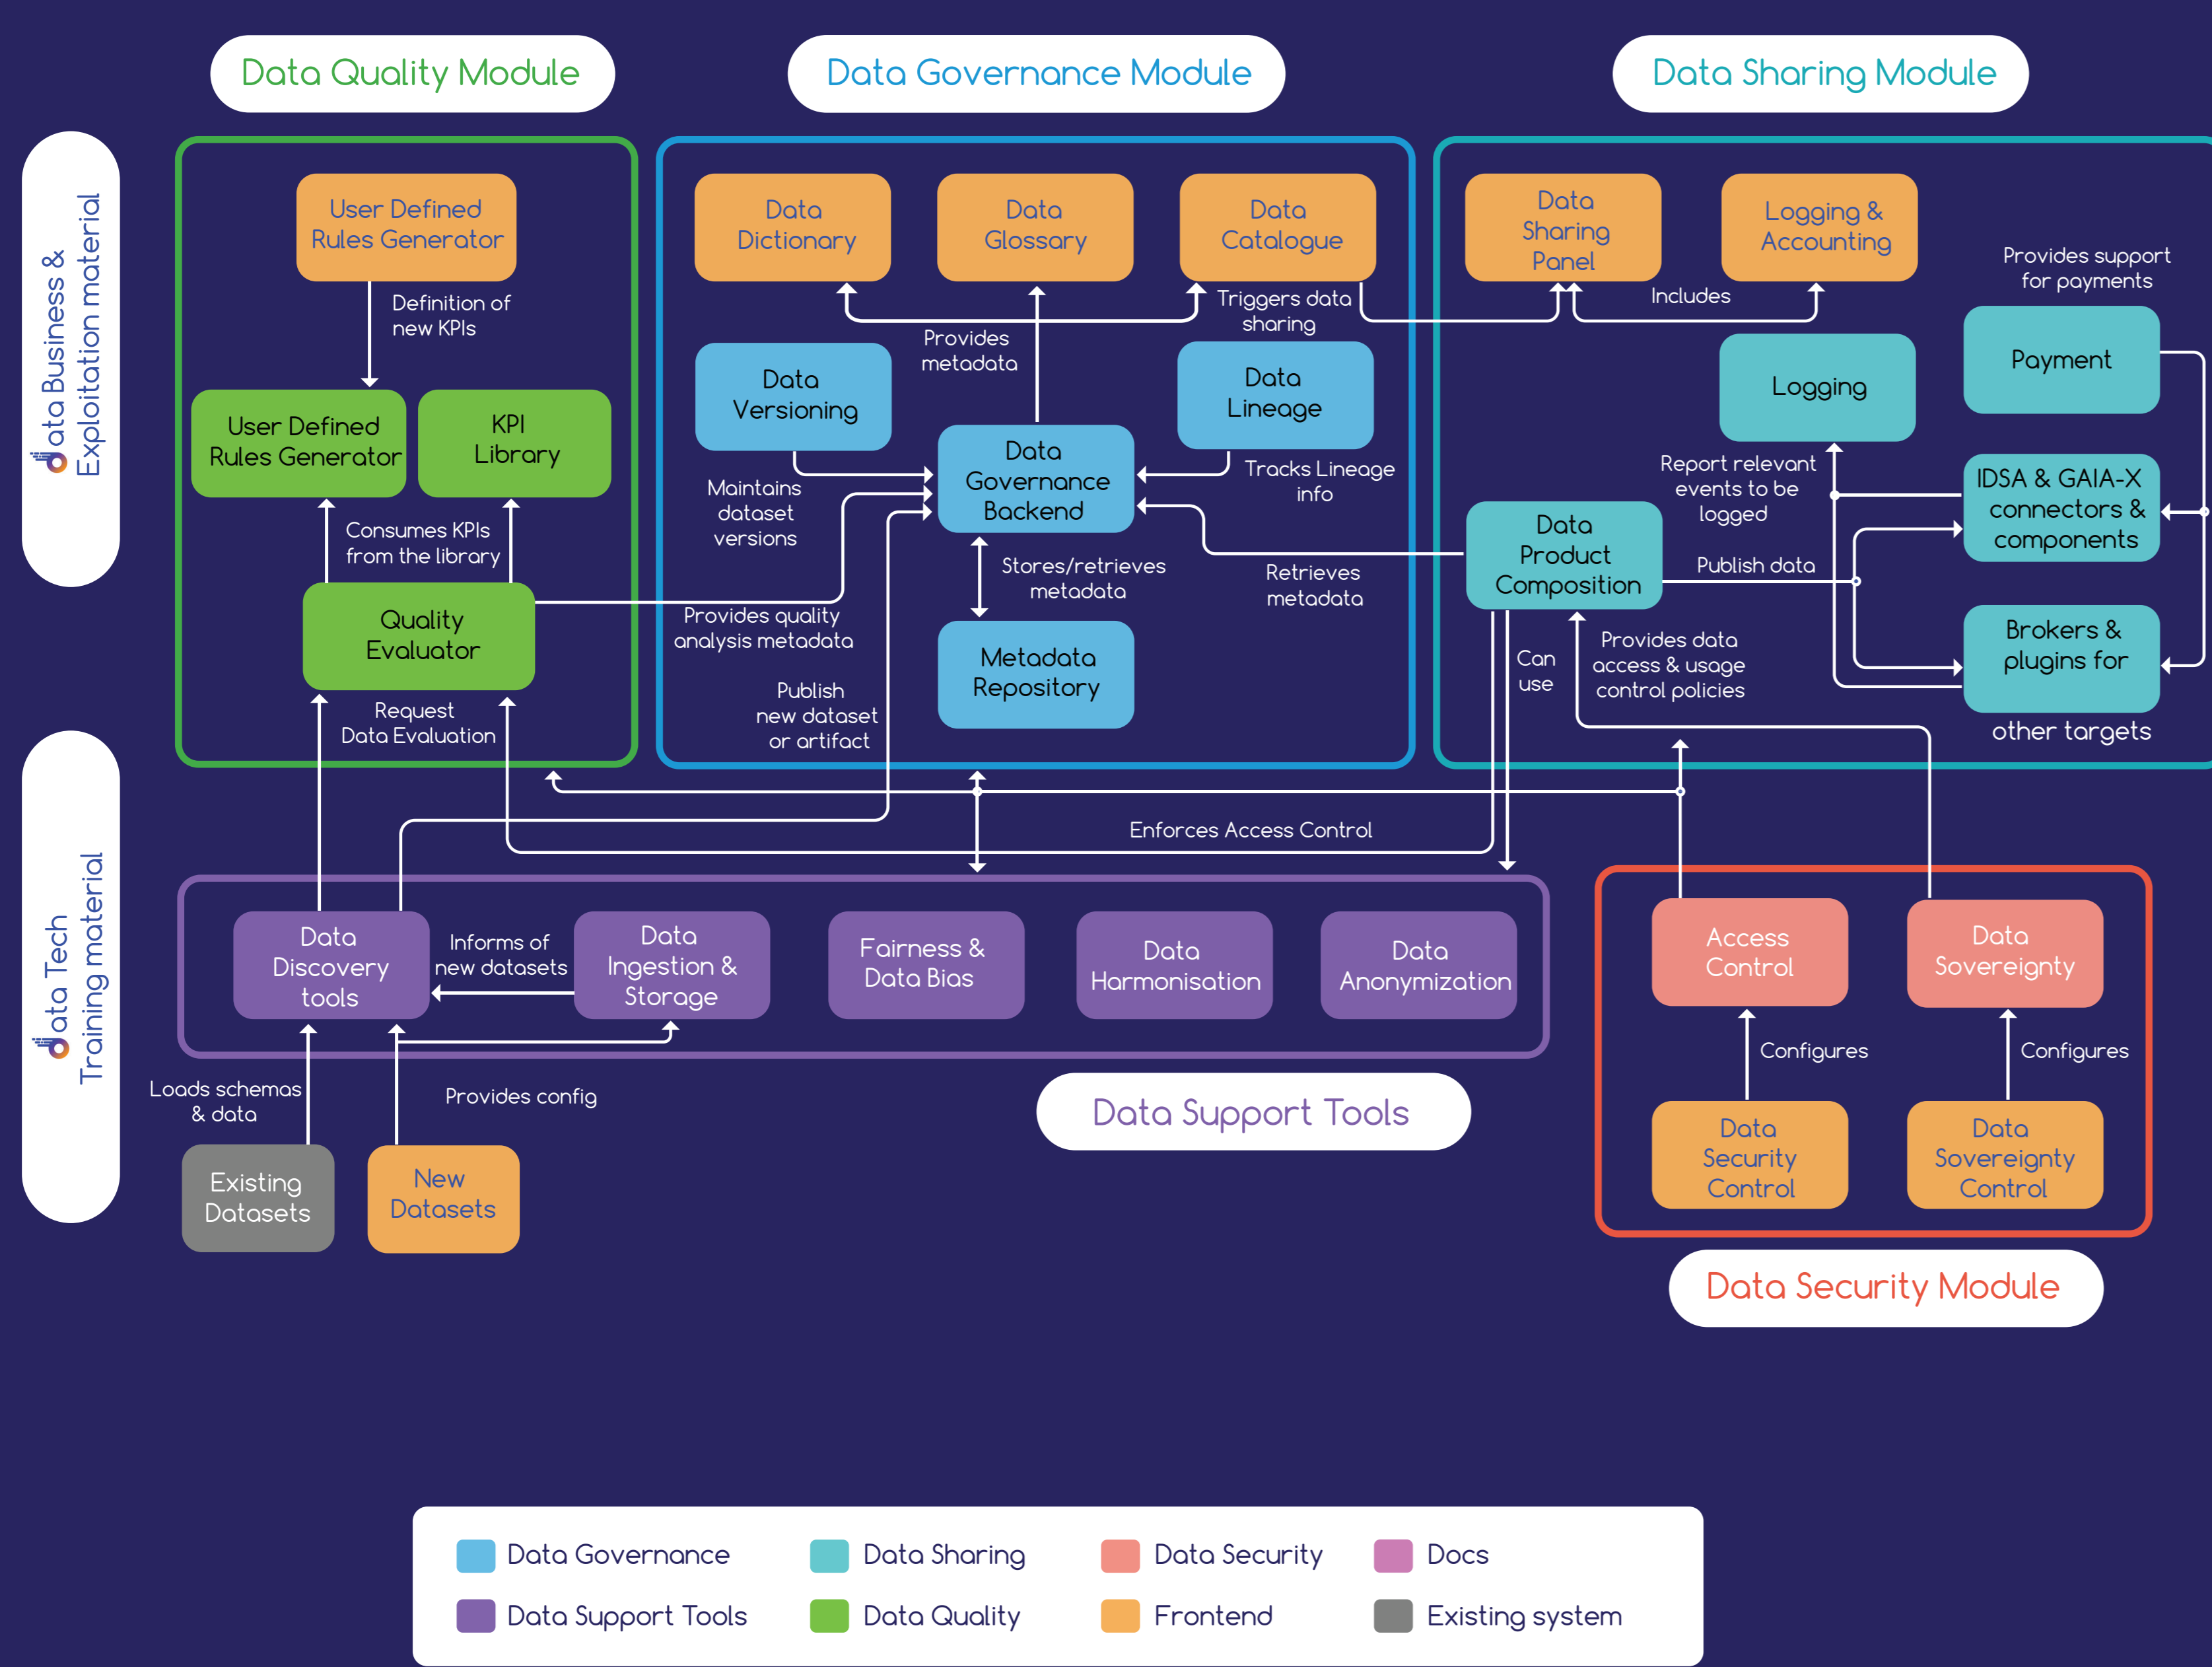 Data Quality Module
Data Governance Module
Data Sharing Module
Data Business &
Exploitation material
Data Tech
Training material
User Defined
Rules Generator
Definition of
new KPIs
User Defined
Rules Generator
KPI
Library
Consumes KPIs
from the library
Quality
Evaluator
Request
Data Evaluation
Data
Dictionary
Data
Glossary
Data
Catalogue
Provides
metadata
Triggers data
sharing
Data
Versioning
Data
Lineage
Data
Governance
Backend
Maintains
dataset
versions
Tracks Lineage
info
Stores/retrieves
metadata
Retrieves
metadata
Provides quality
analysis metadata
Metadata
Repository
Publish
new dataset
or artifact
Data
Sharing
Panel
Logging &
Accounting
Includes
Provides support
for payments
Payment
Logging
Report relevant
events to be
logged
IDSA & GAIA-X
connectors &
components
Data
Product
Composition
Publish data
Brokers &
plugins for
other targets
Can
use
Provides data
access & usage
control policies
Enforces Access Control
Data
Discovery
tools
Informs of
new datasets
Data
Ingestion &
Storage
Fairness &
Data Bias
Data
Harmonisation
Data
Anonymization
Loads schemas
& data
Provides config
Existing
Datasets
New
Datasets
Data Support Tools
Access
Control
Data
Sovereignty
Configures
Configures
Data
Security
Control
Data
Sovereignty
Control
Data Security Module
Data Governance
Data Sharing
Data Security
Docs
Data Support Tools
Data Quality
Frontend
Existing system